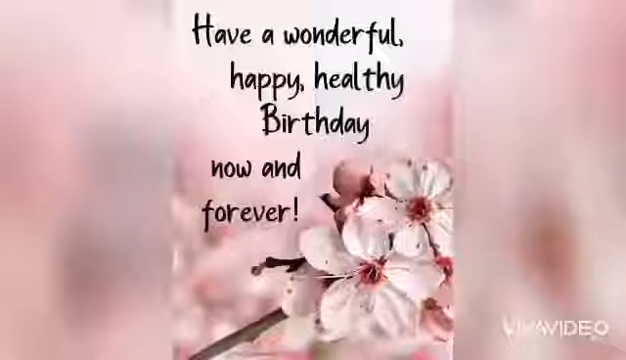 Have a wonderful,
happy, healthy
Birthday
now and
forever!
VIVAVIDEO